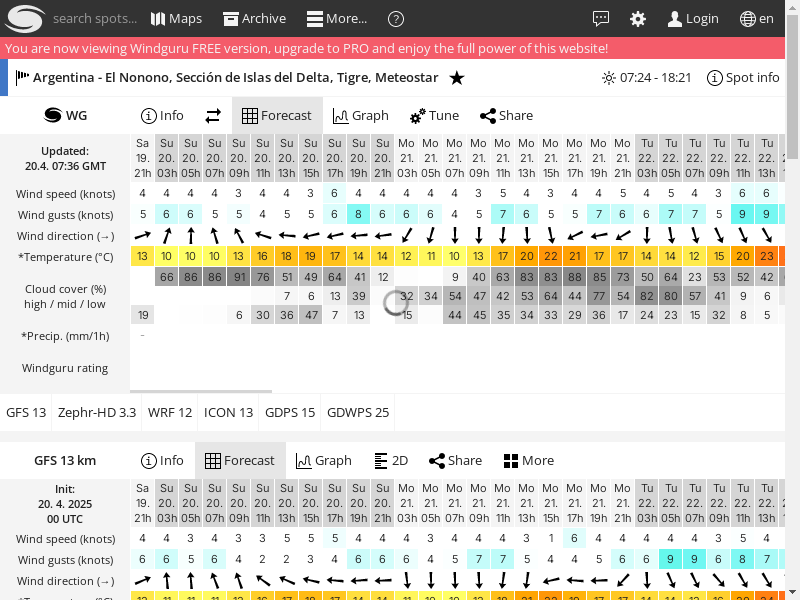 search spots... Maps Archive More... ? Login en
You are now viewing Windguru FREE version, upgrade to PRO and enjoy the full power of this website!
Argentina - El Nonono, Sección de Islas del Delta, Tigre, Meteostar ★ 07:24 - 18:21 Spot info
WG Info Forecast Graph Tune Share
Updated:
20.4. 07:36 GMT
Sa Su Su Su Su Su Su Su Su Su Su Mo Mo Mo Mo Mo Mo Mo Mo Mo Mo Tu Tu Tu Tu Tu Tu
19. 20. 20. 20. 20. 20. 20. 20. 20. 20. 20. 21. 21. 21. 21. 21. 21. 21. 21. 21. 21. 22. 22. 22. 22. 22. 22.
21h 03h 05h 07h 09h 11h 13h 15h 17h 19h 21h 03h 05h 07h 09h 11h 13h 15h 17h 19h 21h 03h 05h 07h 09h 11h 13h
Wind speed (knots) 4 4 4 4 3 4 4 3 6 4 4 4 4 4 3 5 4 3 4 4 5 4 5 4 3 6 6
Wind gusts (knots) 5 6 6 5 5 4 5 5 6 8 6 6 6 4 5 7 6 5 5 7 6 6 7 7 5 9 9
Wind direction (→)
*Temperature (°C) 13 10 10 10 13 16 18 19 17 14 14 12 11 10 13 17 20 22 21 17 17 14 14 12 15 20 23
Cloud cover (%)
high / mid / low
66 86 86 91 76 51 49 64 41 12 9 40 63 83 83 88 85 73 50 64 23 53 52 42
7 6 13 39 32 34 54 47 42 53 64 44 77 54 82 80 57 41 9 6
19 6 30 36 47 7 13 15 44 45 35 34 33 29 36 17 24 23 15 32 8 5
*Precip. (mm/1h) -
Windguru rating
GFS 13 Zephr-HD 3.3 WRF 12 ICON 13 GDPS 15 GDWPS 25
GFS 13 km Info Forecast Graph 2D Share More
Init:
20. 4. 2025
00 UTC
Sa Su Su Su Su Su Su Su Su Su Su Mo Mo Mo Mo Mo Mo Mo Mo Mo Mo Tu Tu Tu Tu Tu Tu
19. 20. 20. 20. 20. 20. 20. 20. 20. 20. 20. 21. 21. 21. 21. 21. 21. 21. 21. 21. 21. 22. 22. 22. 22. 22. 22.
21h 03h 05h 07h 09h 11h 13h 15h 17h 19h 21h 03h 05h 07h 09h 11h 13h 15h 17h 19h 21h 03h 05h 07h 09h 11h 13h
Wind speed (knots) 4 4 3 4 3 3 5 5 5 4 4 4 3 4 4 4 3 1 6 4 4 4 4 4 3 5 4
Wind gusts (knots) 6 6 5 6 4 2 2 3 4 6 6 6 4 5 7 7 5 4 4 5 6 6 9 9 6 8 7
Wind direction (→)